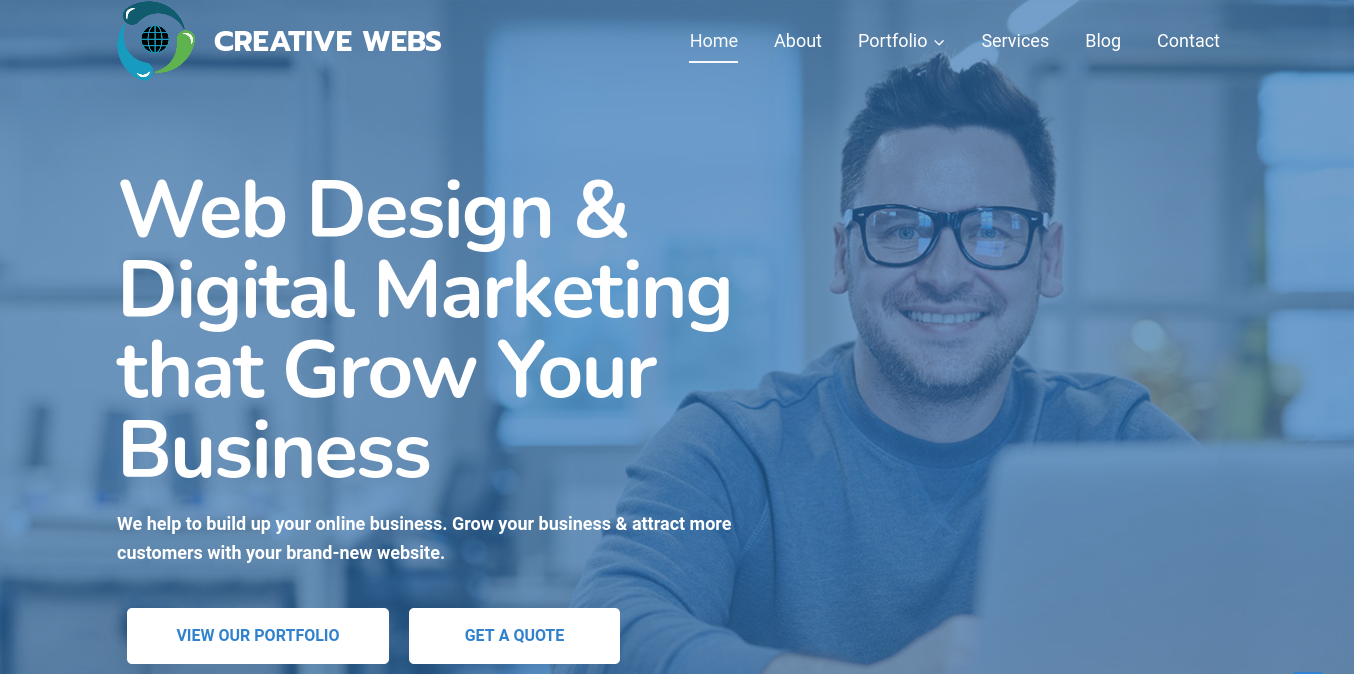 CREATIVE WEBS
Home About Portfolio Services Blog Contact
Web Design &
Digital Marketing
that Grow Your
Business
We help to build up your online business. Grow your business & attract more
customers with your brand-new website.
VIEW OUR PORTFOLIO GET A QUOTE